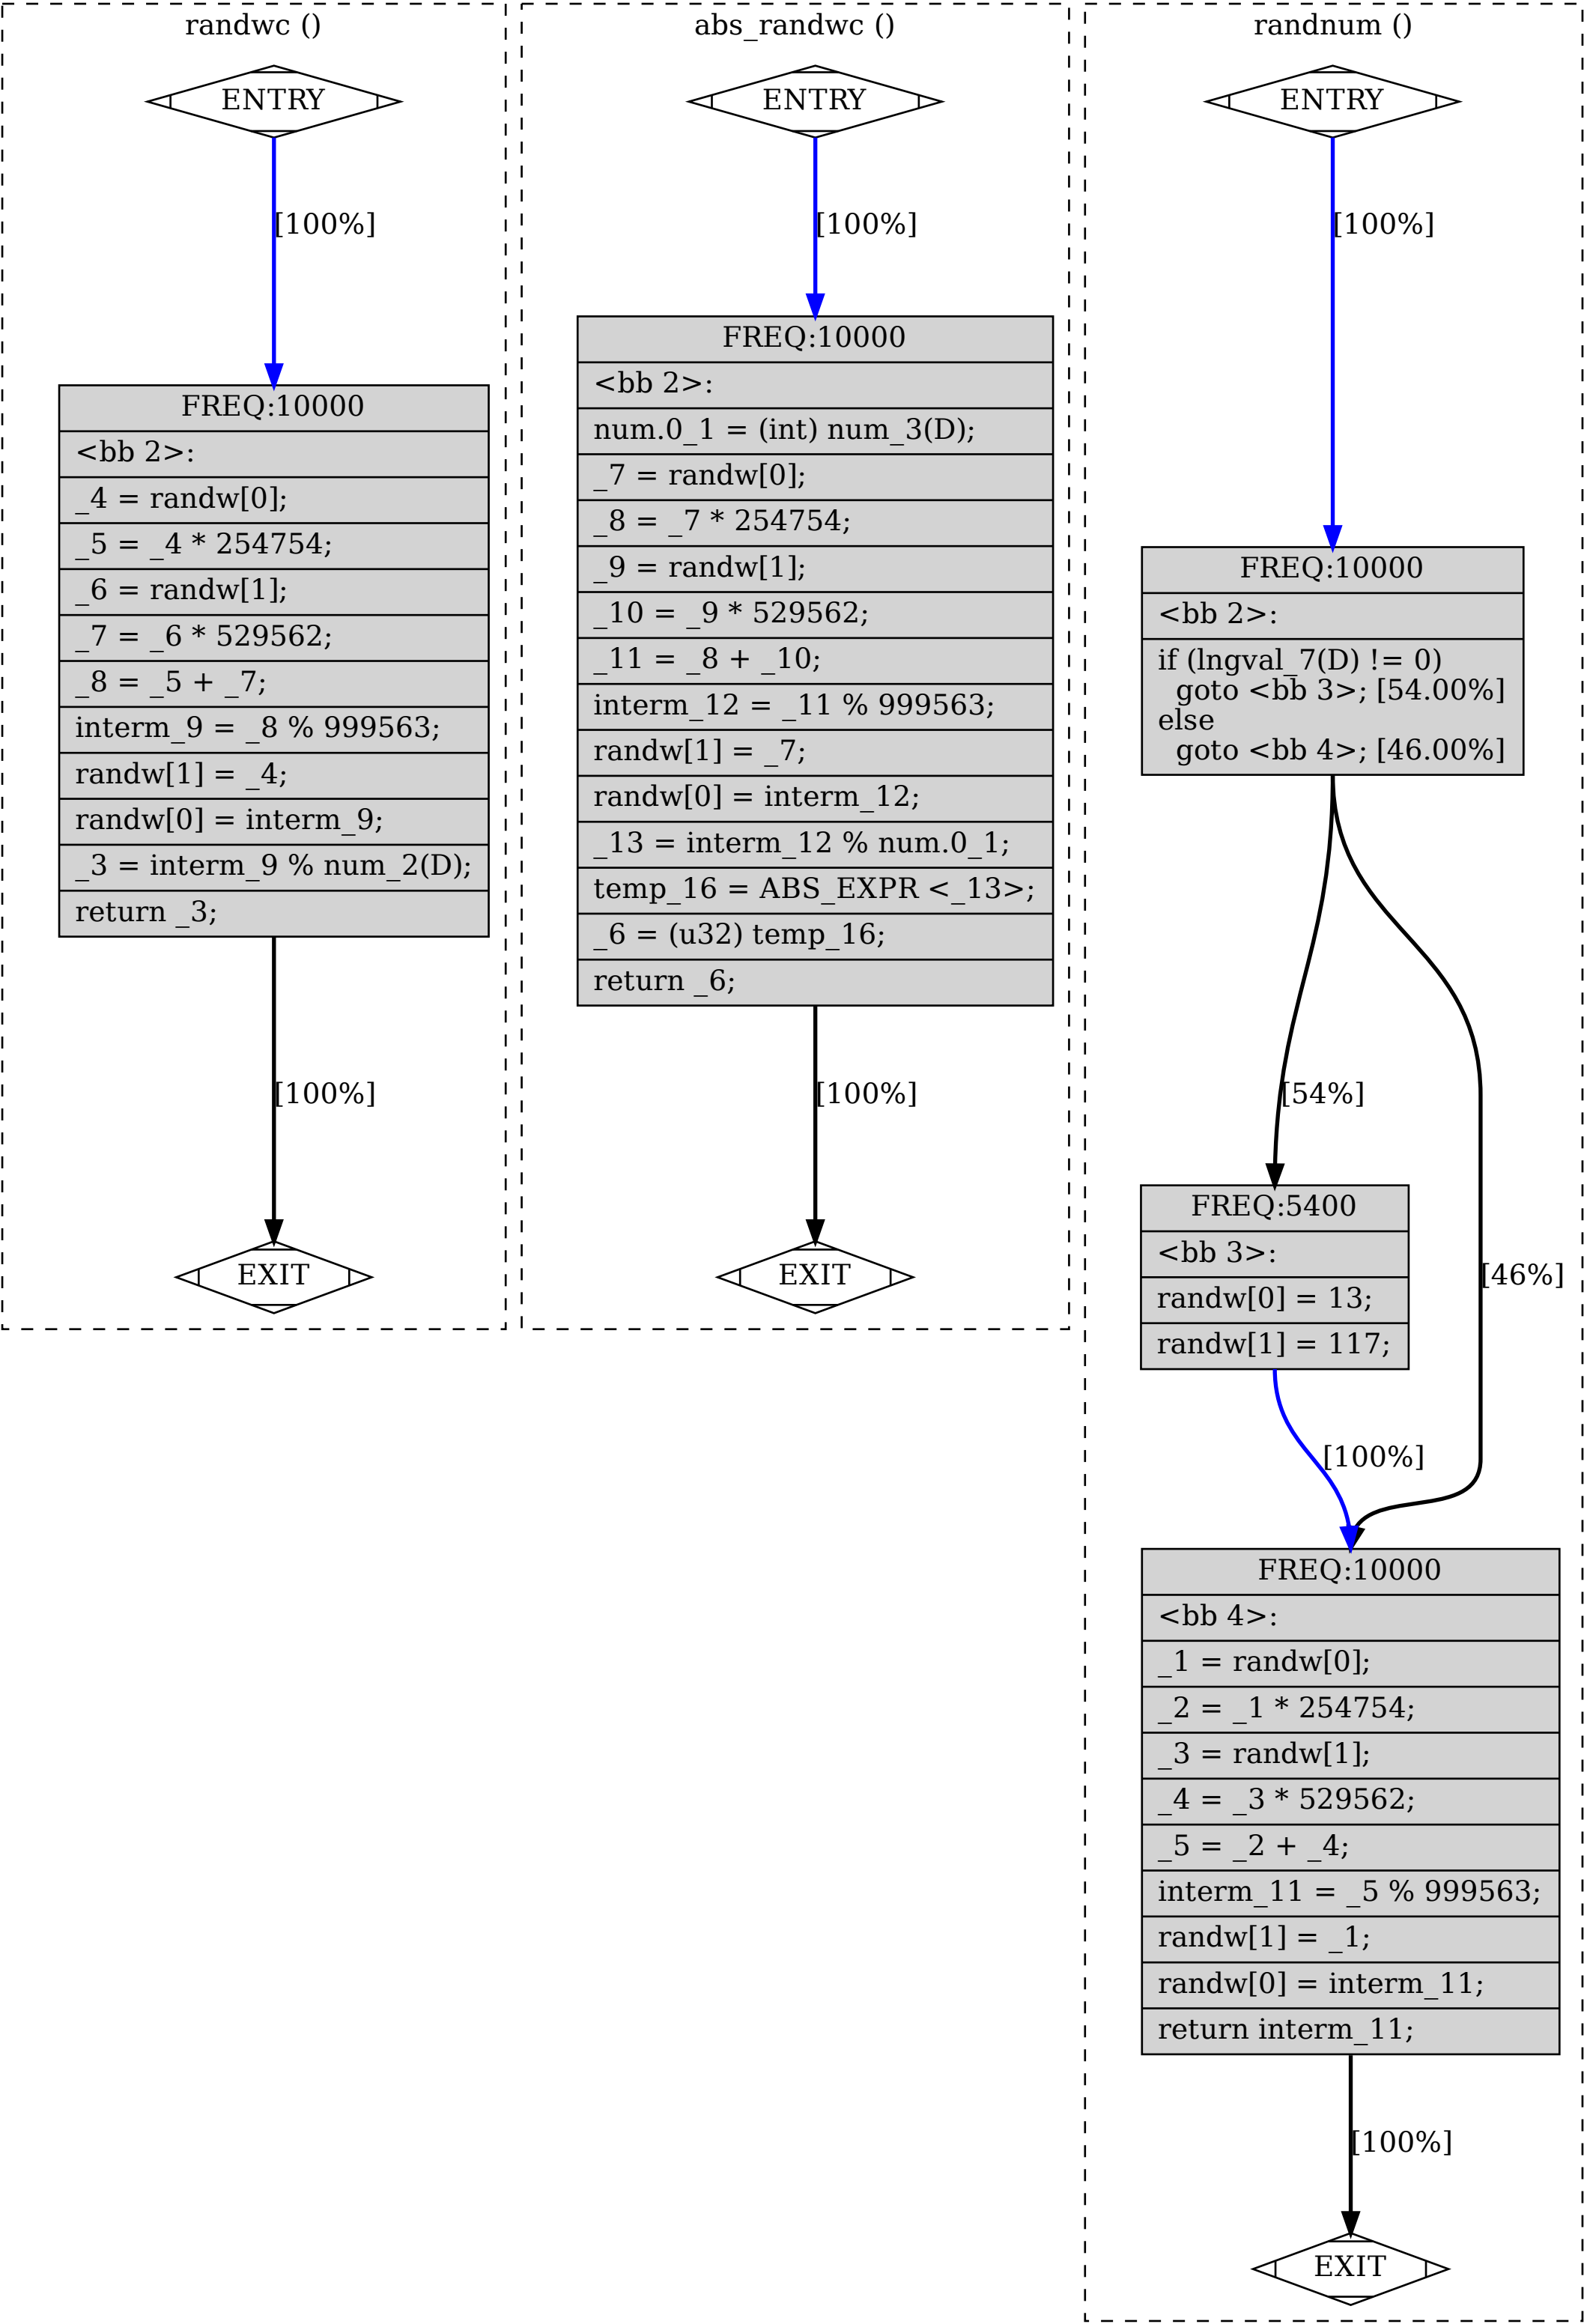 randwc ()
ENTRY
[100%]
FREQ:10000
<bb 2>:
_4 = randw[0];
_5 = _4 * 254754;
_6 = randw[1];
_7 = _6 * 529562;
_8 = _5 + _7;
interm_9 = _8 % 999563;
randw[1] = _4;
randw[0] = interm_9;
_3 = interm_9 % num_2(D);
return _3;
[100%]
EXIT
abs_randwc ()
ENTRY
[100%]
FREQ:10000
<bb 2>:
num.0_1 = (int) num_3(D);
_7 = randw[0];
_8 = _7 * 254754;
_9 = randw[1];
_10 = _9 * 529562;
_11 = _8 + _10;
interm_12 = _11 % 999563;
randw[1] = _7;
randw[0] = interm_12;
_13 = interm_12 % num.0_1;
temp_16 = ABS_EXPR <_13>;
_6 = (u32) temp_16;
return _6;
[100%]
EXIT
randnum ()
ENTRY
[100%]
FREQ:10000
<bb 2>:
if (lngval_7(D) != 0)
goto <bb 3>; [54.00%]
else
goto <bb 4>; [46.00%]
[54%]
FREQ:5400
<bb 3>:
randw[0] = 13;
randw[1] = 117;
[46%]
[100%]
FREQ:10000
<bb 4>:
_1 = randw[0];
_2 = _1 * 254754;
_3 = randw[1];
_4 = _3 * 529562;
_5 = _2 + _4;
interm_11 = _5 % 999563;
randw[1] = _1;
randw[0] = interm_11;
return interm_11;
[100%]
EXIT